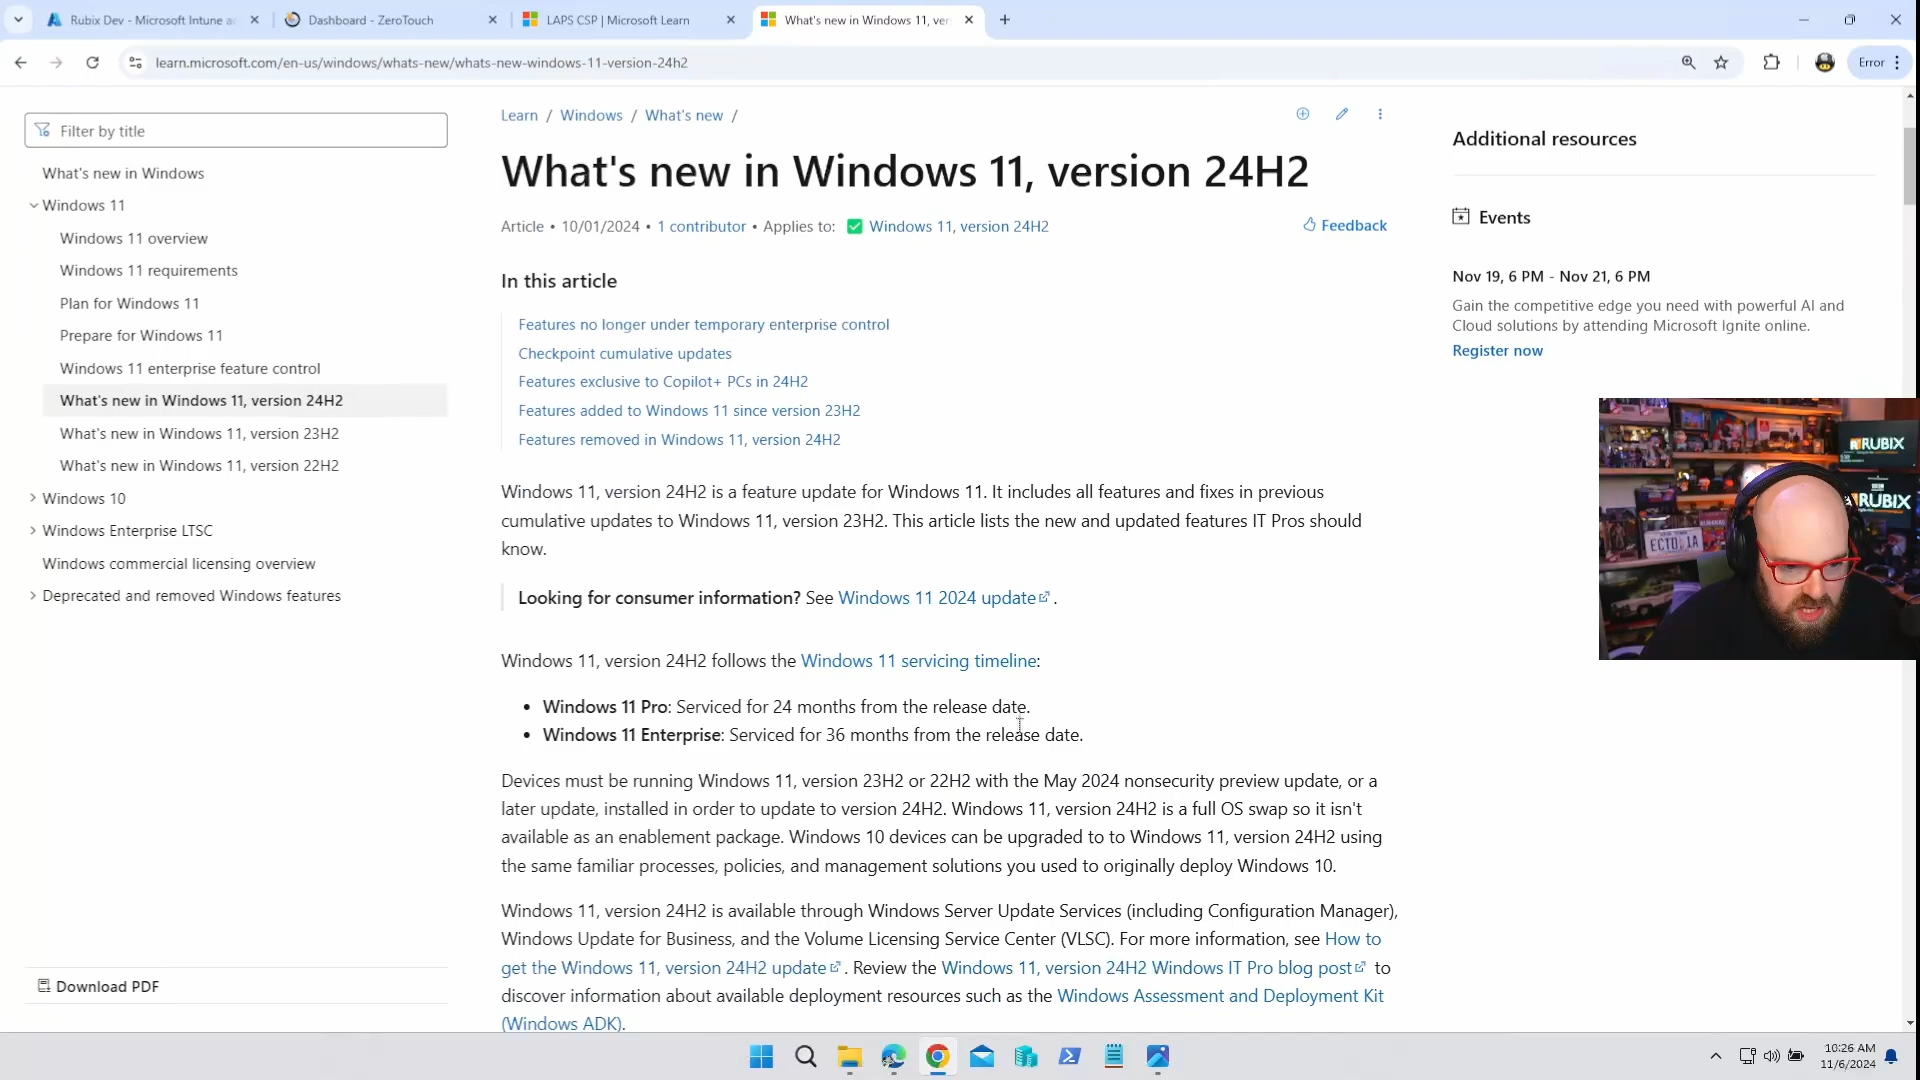 Rubix Dev - Microsoft Intune a
Dashboard - ZeroTouch
LAPS CSP | Microsoft Learn
What's new in Windows 11, ver
learn.microsoft.com/en-us/windows/whats-new/whats-new-windows-11-version-24h2
Error
Filter by title
What's new in Windows
Windows 11
Windows 11 overview
Windows 11 requirements
Plan for Windows 11
Prepare for Windows 11
Windows 11 enterprise feature control
What's new in Windows 11, version 24H2
What's new in Windows 11, version 23H2
What's new in Windows 11, version 22H2
Windows 10
Windows Enterprise LTSC
Windows commercial licensing overview
Deprecated and removed Windows features
Download PDF
Learn / Windows / What's new /
What's new in Windows 11, version 24H2
Article • 10/01/2024 • 1 contributor • Applies to: ✅ Windows 11, version 24H2
Feedback
In this article
Features no longer under temporary enterprise control
Checkpoint cumulative updates
Features exclusive to Copilot+ PCs in 24H2
Features added to Windows 11 since version 23H2
Features removed in Windows 11, version 24H2
Windows 11, version 24H2 is a feature update for Windows 11. It includes all features and fixes in previous
cumulative updates to Windows 11, version 23H2. This article lists the new and updated features IT Pros should
know.
Looking for consumer information? See Windows 11 2024 update.
Windows 11, version 24H2 follows the Windows 11 servicing timeline:
• Windows 11 Pro: Serviced for 24 months from the release date.
• Windows 11 Enterprise: Serviced for 36 months from the release date.
Devices must be running Windows 11, version 23H2 or 22H2 with the May 2024 nonsecurity preview update, or a
later update, installed in order to update to version 24H2. Windows 11, version 24H2 is a full OS swap so it isn't
available as an enablement package. Windows 10 devices can be upgraded to to Windows 11, version 24H2 using
the same familiar processes, policies, and management solutions you used to originally deploy Windows 10.
Windows 11, version 24H2 is available through Windows Server Update Services (including Configuration Manager),
Windows Update for Business, and the Volume Licensing Service Center (VLSC). For more information, see How to
get the Windows 11, version 24H2 update. Review the Windows 11, version 24H2 Windows IT Pro blog post to
discover information about available deployment resources such as the Windows Assessment and Deployment Kit
(Windows ADK).
Additional resources
Events
Nov 19, 6 PM - Nov 21, 6 PM
Gain the competitive edge you need with powerful AI and
Cloud solutions by attending Microsoft Ignite online.
Register now
RUBIX
RUBIX
ECTO-1A
10:26 AM
11/6/2024